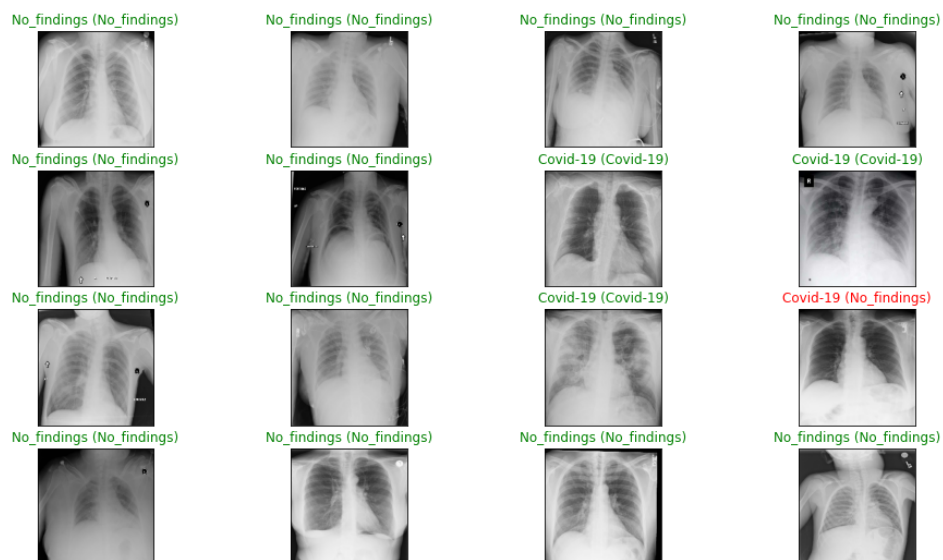 No_findings (No_findings) No_findings (No_findings) No_findings (No_findings) No_findings (No_findings)
No_findings (No_findings) No_findings (No_findings) Covid-19 (Covid-19) Covid-19 (Covid-19)
No_findings (No_findings) No_findings (No_findings) Covid-19 (Covid-19) Covid-19 (No_findings)
No_findings (No_findings) No_findings (No_findings) No_findings (No_findings) No_findings (No_findings)